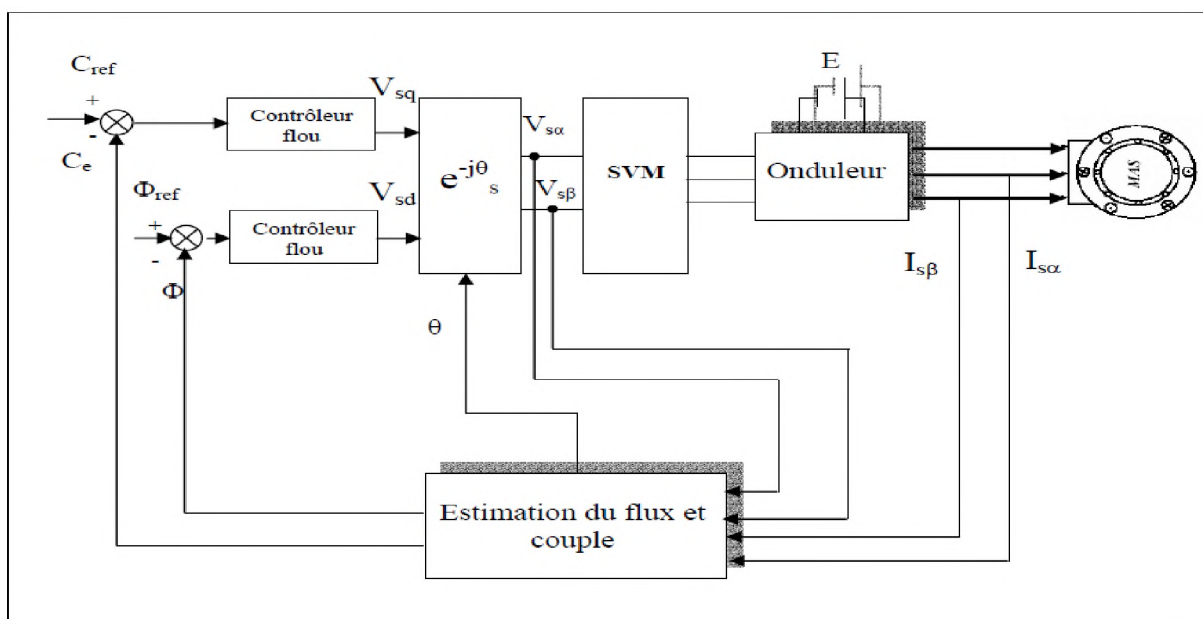 C_ref
+
-
C_e
Contrôleur
flou
V_sq
Φ_ref
+
-
Φ
Contrôleur
flou
V_sd
e^-jθ_s
θ
V_sα
V_sβ
SVM
E
Onduleur
MAS
I_sβ
I_sα
Estimation du flux et
couple